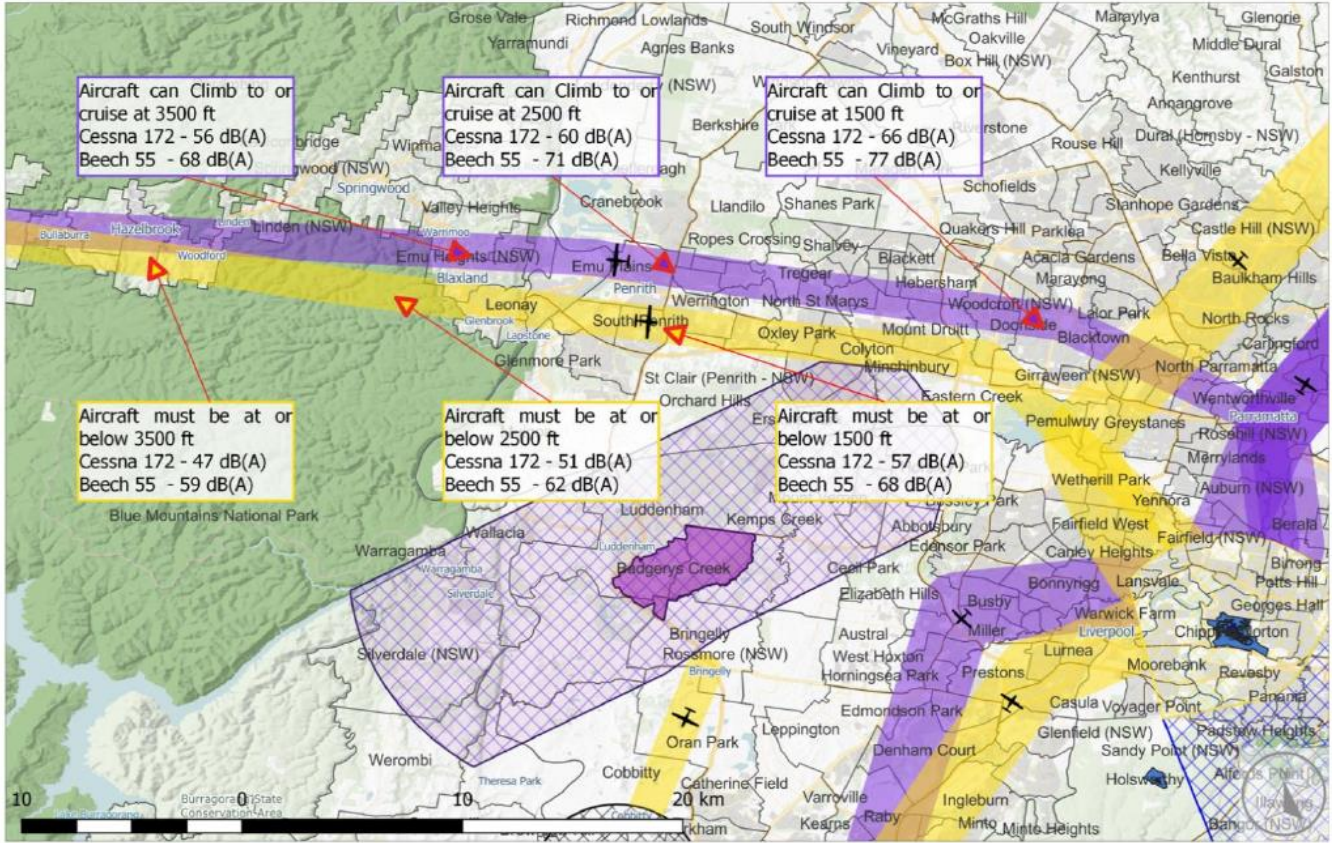 Grose Vale
Richmond Lowlands
South Windsor
McGraths Hill
Maraylya
Glenorie
Yarramundi
Agnes Banks
Vineyard
Oakville
Box Hill (NSW)
Middle Dural
Galston
Kenthurst
Annangrove
Aircraft can Climb to or
cruise at 3500 ft
Cessna 172 - 56 dB(A)
Beech 55 - 68 dB(A)
Aircraft can Climb to or
cruise at 2500 ft
Cessna 172 - 60 dB(A)
Beech 55 - 71 dB(A)
Aircraft can Climb to or
cruise at 1500 ft
Cessna 172 - 66 dB(A)
Beech 55 - 77 dB(A)
(NSW)
Berkshire
Riverstone
Dural (Hornsby - NSW)
Rouse Hill
Kellyville
Springwood
Schofields
Valley Heights
Cranebrook
Llandilo
Shanes Park
Stanhope Gardens
Castle Hill (NSW)
Bullaburra
Hazelbrook
Linden
Linden (NSW)
Warrimoo
Ropes Crossing
Shalvey
Quakers Hill
Parklea
Woodford
Emu Heights (NSW)
Emu Plains
Blackett
Acacia Gardens
Bella Vista
Blaxland
Penrith
Tregear
Hebersham
Marayong
Baulkham Hills
Leonay
Werrington
North St Marys
Woodcroft (NSW)
Lalor Park
North Rocks
Glenbrook
Lapstone
South Penrith
Oxley Park
Mount Druitt
Doonside
Blacktown
Carlingford
Glenmore Park
Colyton
Minchinbury
Girraween (NSW)
North Parramatta
St Clair (Penrith - NSW)
Orchard Hills
Eastern Creek
Wentworthville
Parramatta
Aircraft must be at or
below 3500 ft
Cessna 172 - 47 dB(A)
Beech 55 - 59 dB(A)
Aircraft must be at or
below 2500 ft
Cessna 172 - 51 dB(A)
Beech 55 - 62 dB(A)
Aircraft must be at or
below 1500 ft
Cessna 172 - 57 dB(A)
Beech 55 - 68 dB(A)
Pemulwuy
Greystanes
Rosehill (NSW)
Merrylands
Wetherill Park
Auburn (NSW)
Yennora
Blue Mountains National Park
Luddenham
Kemps Creek
Abbotsbury
Fairfield West
Berala
Wallacia
Warragamba
Luddenham
Edensor Park
Canley Heights
Fairfield (NSW)
Warragamba
Badgerys Creek
Cecil Park
Birrong
Silverdale
Elizabeth Hills
Bonnyrigg
Lansvale
Potts Hill
Busby
Warwick Farm
Georges Hall
Bringelly
Austral
Miller
Liverpool
Silverdale (NSW)
Rossmore (NSW)
West Hoxton
Lurnea
Bringelly
Horningsea Park
Prestons
Moorebank
Revesby
Edmondson Park
Casula
Voyager Point
Panania
Oran Park
Leppington
Glenfield (NSW)
Padstow Heights
Werombi
Denham Court
Sandy Point (NSW)
Theresa Park
Cobbitty
Catherine Field
Holsworthy
Alfords Point
Burragorang State
Conservation Area
Varroville
Ingleburn
Lake Burragorang
Cobbitty
Kearns
Raby
Minto
Minto Heights
Bangor (NSW)
10
0
10
20 km